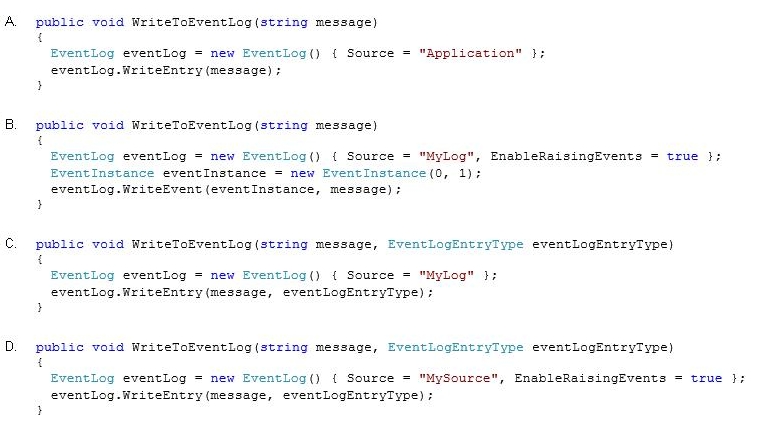 A. public void WriteToEventLog(string message)
{
EventLog eventLog = new EventLog() { Source = "Application" };
eventLog.WriteEntry(message);
}
B. public void WriteToEventLog(string message)
{
EventLog eventLog = new EventLog() { Source = "MyLog", EnableRaisingEvents = true };
EventInstance eventInstance = new EventInstance(0, 1);
eventLog.WriteEvent(eventInstance, message);
}
C. public void WriteToEventLog(string message, EventLogEntryType eventLogEntryType)
{
EventLog eventLog = new EventLog() { Source = "MyLog" };
eventLog.WriteEntry(message, eventLogEntryType);
}
D. public void WriteToEventLog(string message, EventLogEntryType eventLogEntryType)
{
EventLog eventLog = new EventLog() { Source = "MySource", EnableRaisingEvents = true };
eventLog.WriteEntry(message, eventLogEntryType);
}